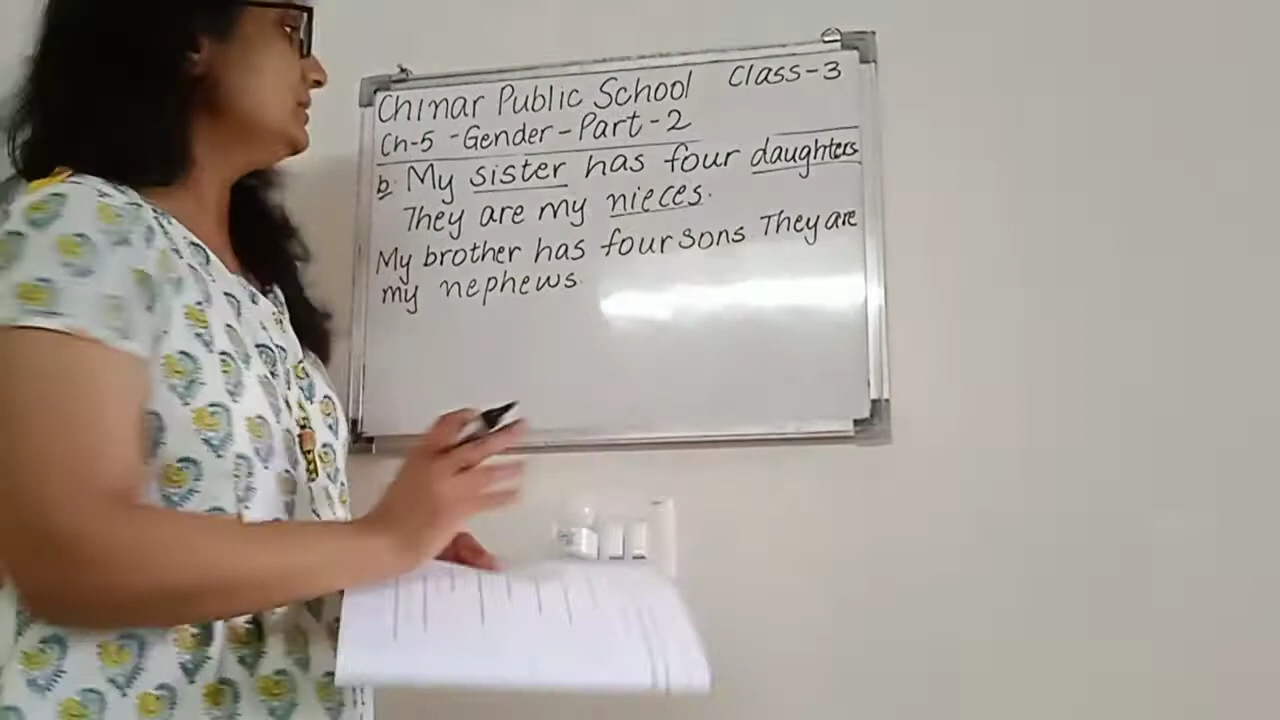 Chinar Public School Class-3
Ch-5 -Gender-Part-2
b. My sister has four daughters
They are my nieces.
My brother has four sons They are
my nephews.